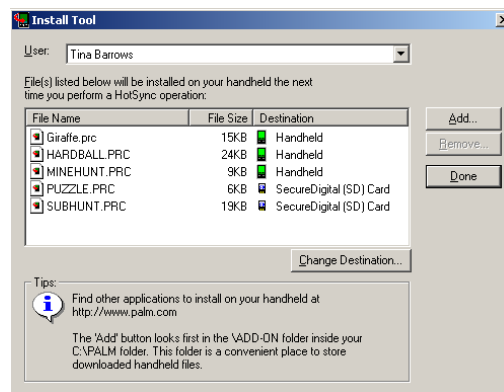 Install Tool
User: Tina Barrows
File(s) listed below will be installed on your handheld the next
time you perform a HotSync operation:
File Name File Size Destination
Giraffe.prc 15KB Handheld
HARDBALL.PRC 24KB Handheld
MINEHUNT.PRC 9KB Handheld
PUZZLE.PRC 6KB SecureDigital (SD) Card
SUBHUNT.PRC 19KB SecureDigital (SD) Card
Add...
Remove...
Done
Change Destination...
Tips:
Find other applications to install on your handheld at
http://www.palm.com
The 'Add' button looks first in the \ADD-ON folder inside your
C:\PALM folder. This folder is a convenient place to store
downloaded handheld files.